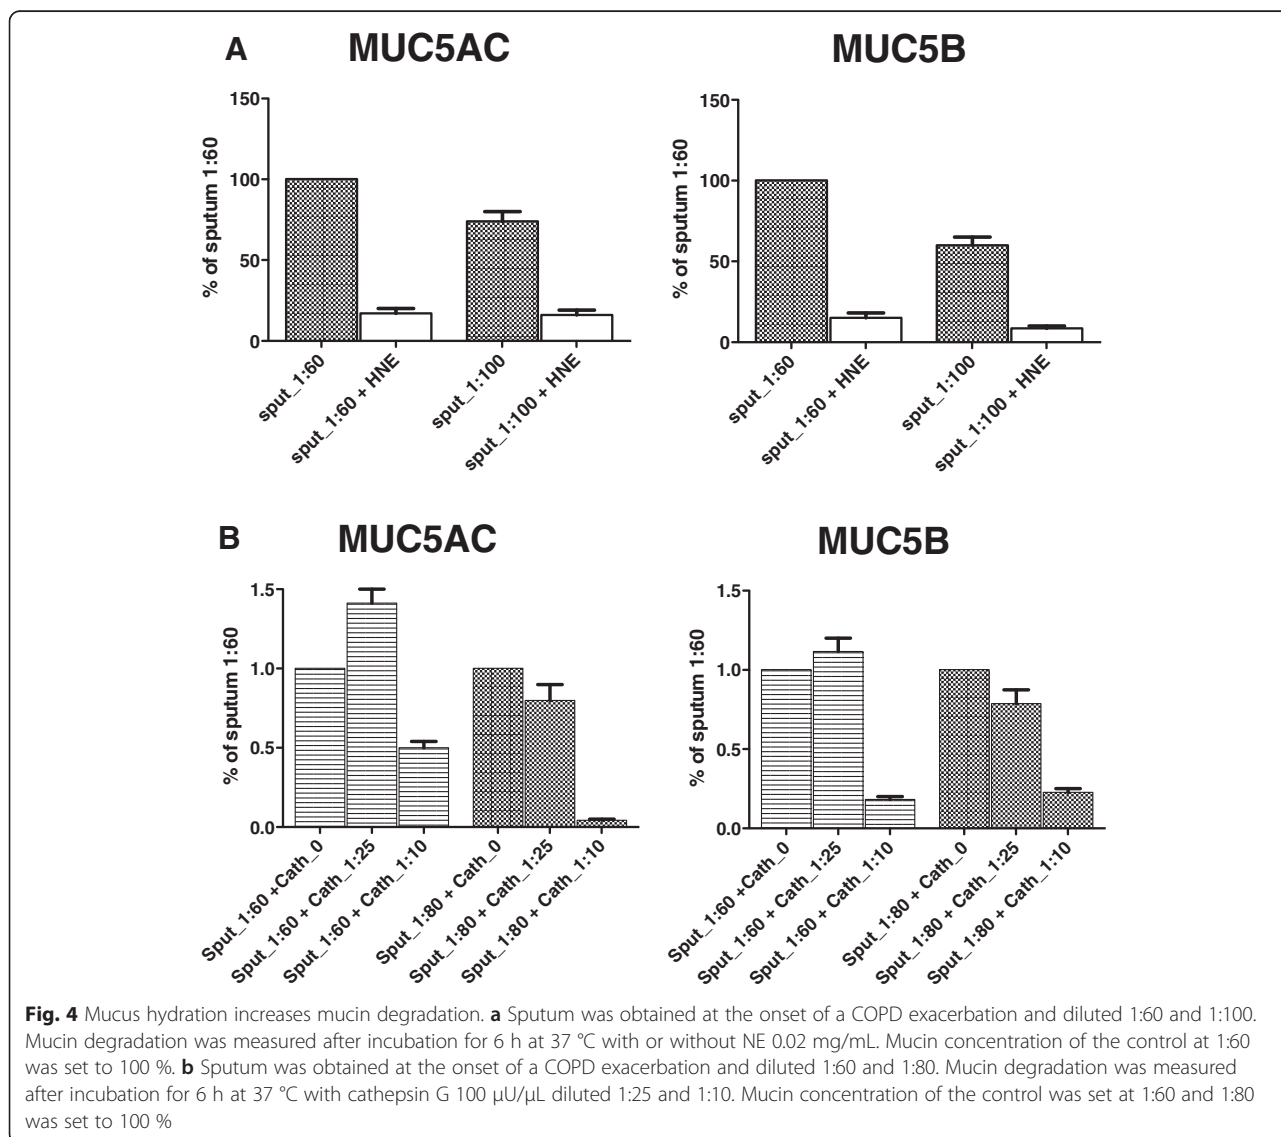 A
MUC5AC
MUC5B
% of sputum 1:60
150
100
50
0
sput_1:60
sput_1:60 + HNE
sput_1:100
sput_1:100 + HNE
% of sputum 1:60
150
100
50
0
sput_1:60
sput_1:60 + HNE
sput_1:100
sput_1:100 + HNE
B
MUC5AC
MUC5B
% of sputum 1:60
1.5
1.0
0.5
0.0
Sput_1:60 +Cath_0
Sput_1:60 + Cath_1:25
Sput_1:60 + Cath_1:10
Sput_1:80 + Cath_0
Sput_1:80 + Cath_1:25
Sput_1:80 + Cath_1:10
% of sputum 1:60
1.5
1.0
0.5
0.0
Sput_1:60 +Cath_0
Sput_1:60 + Cath_1:25
Sput_1:60 + Cath_1:10
Sput_1:80 + Cath_0
Sput_1:80 + Cath_1:25
Sput_1:80 + Cath_1:10
Fig. 4 Mucus hydration increases mucin degradation. a Sputum was obtained at the onset of a COPD exacerbation and diluted 1:60 and 1:100.
Mucin degradation was measured after incubation for 6 h at 37 °C with or without NE 0.02 mg/mL. Mucin concentration of the control at 1:60
was set to 100 %. b Sputum was obtained at the onset of a COPD exacerbation and diluted 1:60 and 1:80. Mucin degradation was measured
after incubation for 6 h at 37 °C with cathepsin G 100 μU/μL diluted 1:25 and 1:10. Mucin concentration of the control was set at 1:60 and 1:80
was set to 100 %